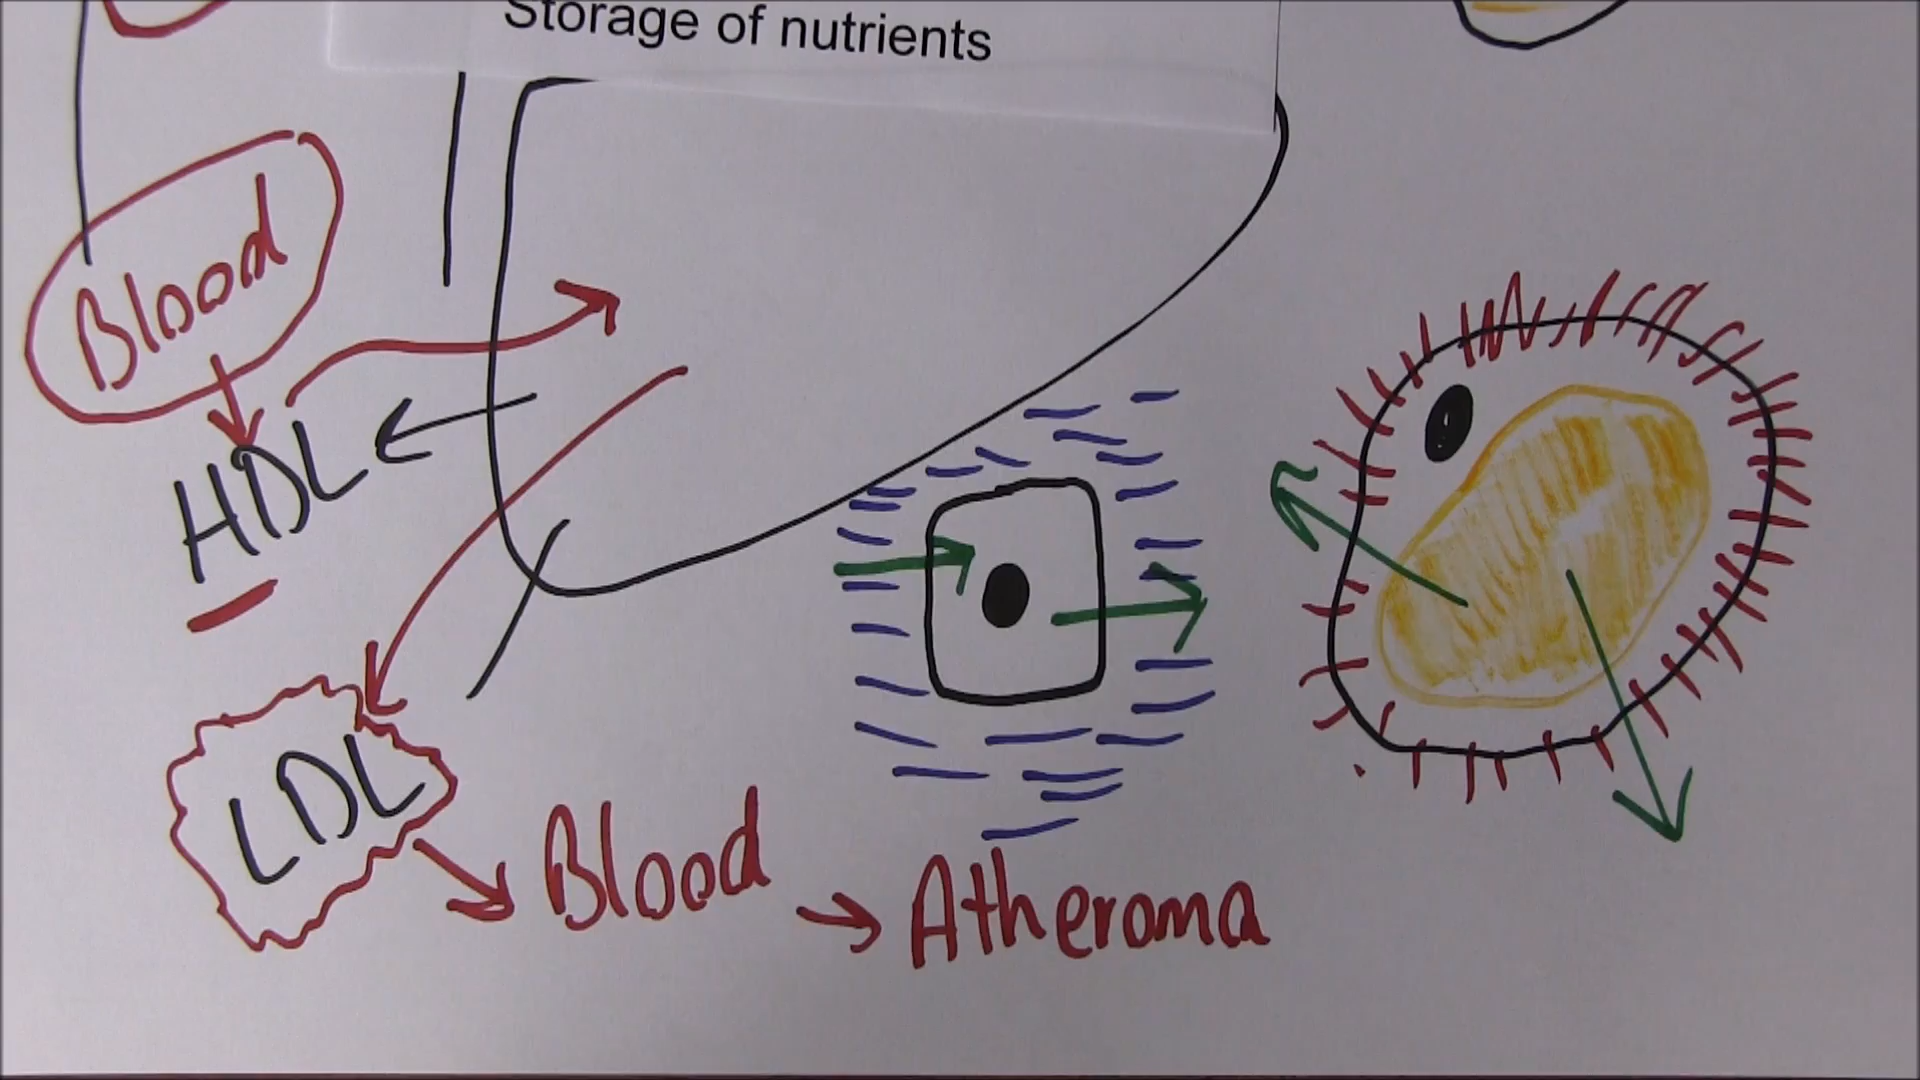 Storage of nutrients
Blood
HDL
LDL
Blood
Atheroma